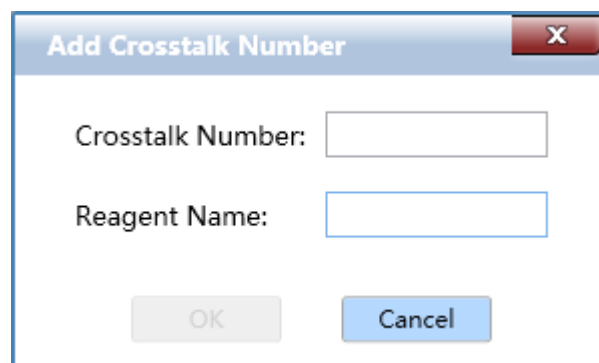 Add Crosstalk Number
x
Crosstalk Number:
Reagent Name:
OK
Cancel